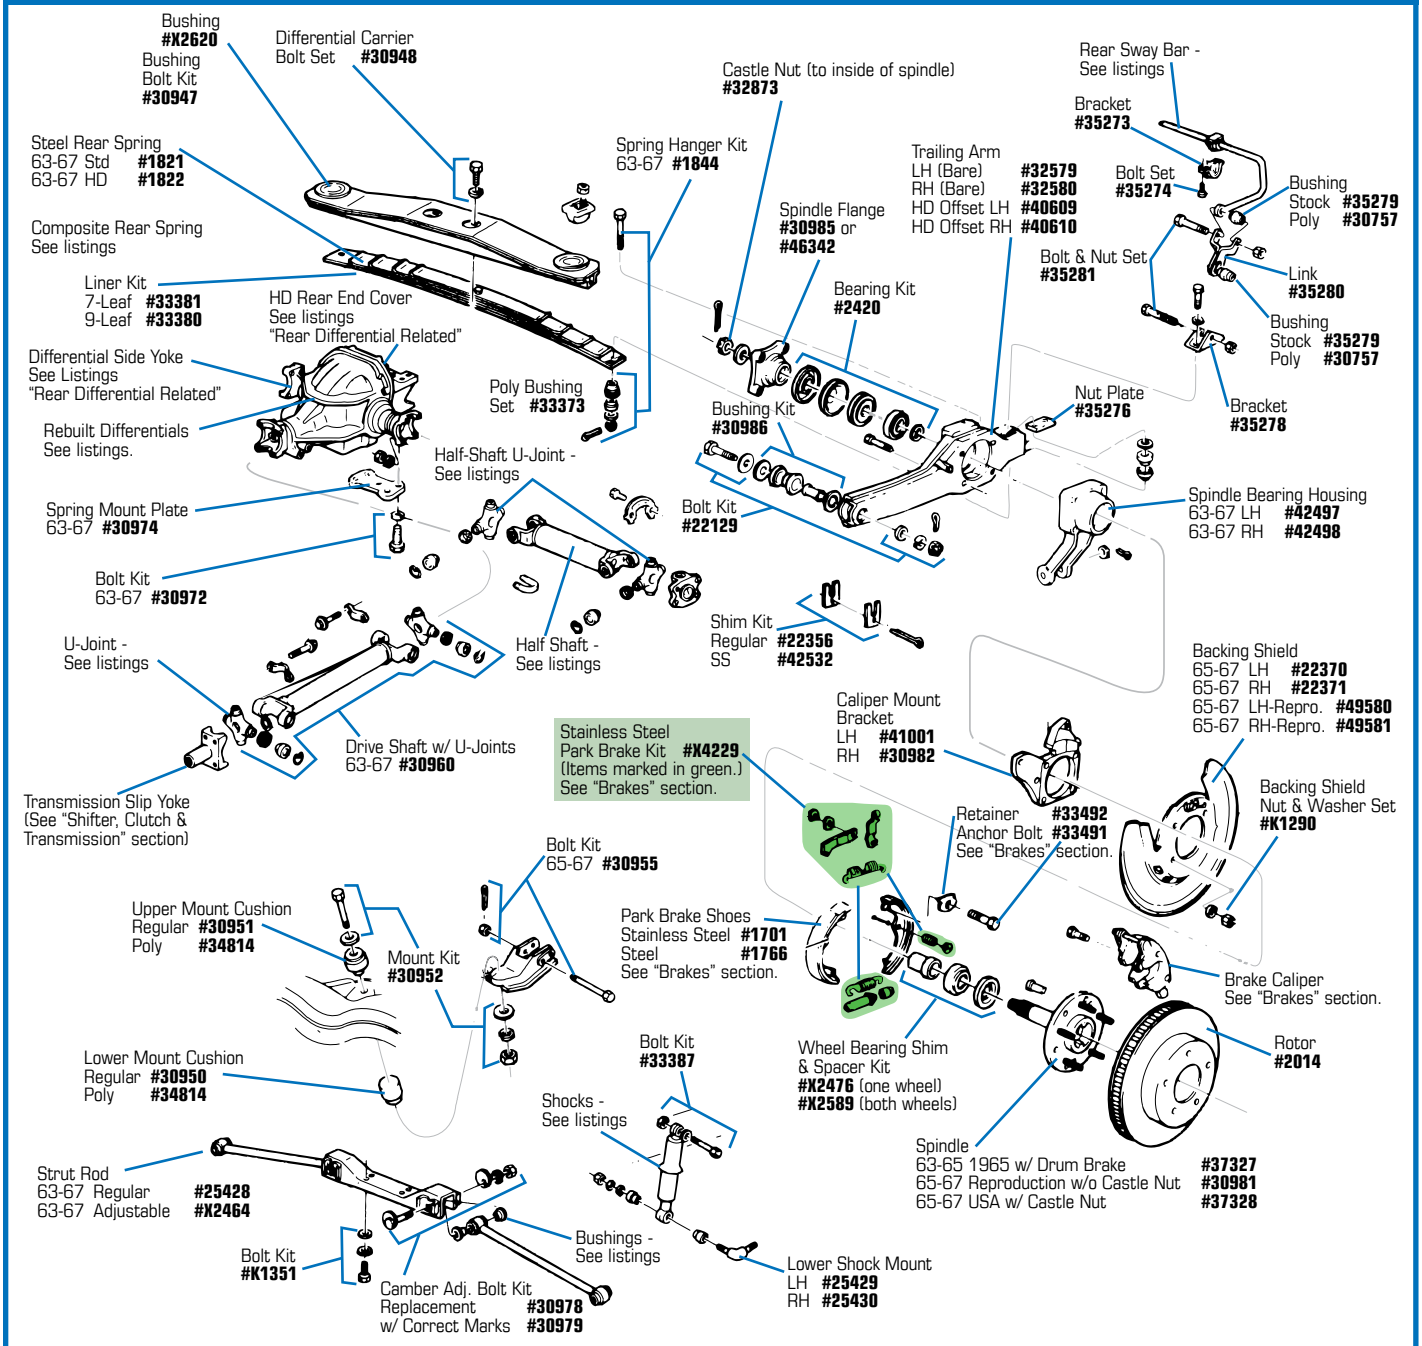 Bushing
#X2620
Bushing
Bolt Kit
#30947
Differential Carrier
Bolt Set #30948
Steel Rear Spring
63-67 Std #1821
63-67 HD #1822
Composite Rear Spring
See listings
Liner Kit
7-Leaf #33381
9-Leaf #33380
HD Rear End Cover
See listings
"Rear Differential Related"
Differential Side Yoke
See Listings
"Rear Differential Related"
Rebuilt Differentials
See listings.
Spring Mount Plate
63-67 #30974
Bolt Kit
63-67 #30972
U-Joint -
See listings
Transmission Slip Yoke
(See "Shifter, Clutch &
Transmission" section)
Drive Shaft w/ U-Joints
63-67 #30960
Half Shaft -
See listings
Half-Shaft U-Joint -
See listings
Poly Bushing
Set #33373
Spring Hanger Kit
63-67 #1844
Castle Nut (to inside of spindle)
#32873
Spindle Flange
#30985 or
#46342
Bearing Kit
#2420
Bushing Kit
#30986
Bolt Kit
#22129
Trailing Arm
LH (Bare) #32579
RH (Bare) #32580
HD Offset LH #40609
HD Offset RH #40610
Rear Sway Bar -
See listings
Bracket
#35273
Bolt Set
#35274
Bushing
Stock #35279
Poly #30757
Bolt & Nut Set
#35281
Link
#35280
Bushing
Stock #35279
Poly #30757
Bracket
#35278
Nut Plate
#35276
Spindle Bearing Housing
63-67 LH #42497
63-67 RH #42498
Shim Kit
Regular #22356
SS #42532
Stainless Steel
Park Brake Kit #X4229
(Items marked in green.)
See "Brakes" section.
Caliper Mount
Bracket
LH #41001
RH #30982
Backing Shield
65-67 LH #22370
65-67 RH #22371
65-67 LH-Repro. #49580
65-67 RH-Repro. #49581
Backing Shield
Nut & Washer Set
#K1290
Retainer #33492
Anchor Bolt #33491
See "Brakes" section.
Bolt Kit
65-67 #30955
Upper Mount Cushion
Regular #30951
Poly #34814
Mount Kit
#30952
Park Brake Shoes
Stainless Steel #1701
Steel #1766
See "Brakes" section.
Brake Caliper
See "Brakes" section.
Rotor
#2014
Lower Mount Cushion
Regular #30950
Poly #34814
Bolt Kit
#33387
Shocks -
See listings
Wheel Bearing Shim
& Spacer Kit
#X2476 (one wheel)
#X2589 (both wheels)
Spindle
63-65 1965 w/ Drum Brake #37327
65-67 Reproduction w/o Castle Nut #30981
65-67 USA w/ Castle Nut #37328
Strut Rod
63-67 Regular #25428
63-67 Adjustable #X2464
Bolt Kit
#K1351
Camber Adj. Bolt Kit
Replacement #30978
w/ Correct Marks #30979
Bushings -
See listings
Lower Shock Mount
LH #25429
RH #25430